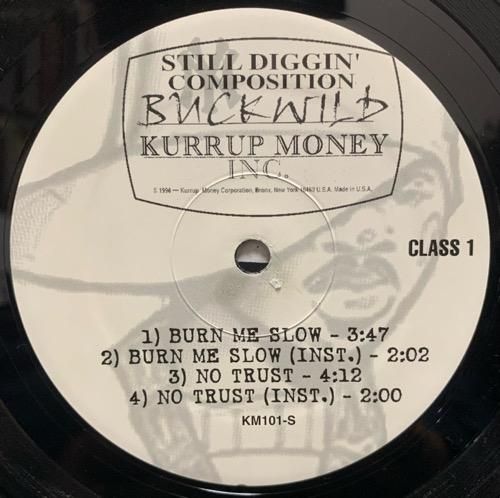 STILL DIGGIN'
COMPOSITION
BUCKWILD
KURRUP MONEY
INC.
© 1996 — Kurrup Money Corporation, Bronx, New York 10463 U.S.A. Made in U.S.A.
CLASS 1
1) BURN ME SLOW - 3:47
2) BURN ME SLOW (INST.) - 2:02
3) NO TRUST - 4:12
4) NO TRUST (INST.) - 2:00
KM101-S